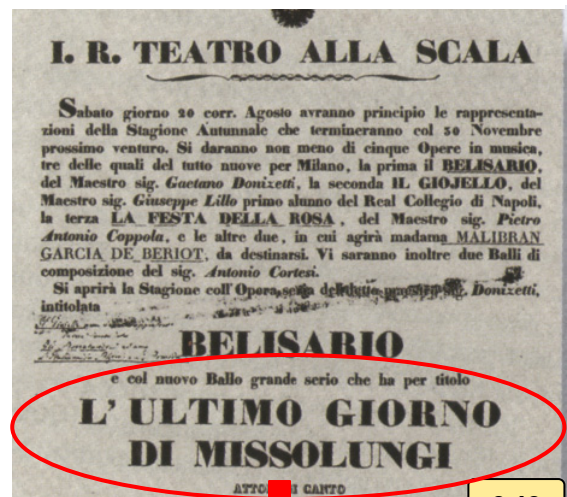 I. R. TEATRO ALLA SCALA
Sabato giorno 20 corr. Agosto avranno principio le rappresenta-
zioni della Stagione Autunnale che termineranno col 30 Novembre
prossimo venturo. Si daranno non meno di cinque Opere in musica,
tre delle quali del tutto nuove per Milano, la prima il BELISARIO,
del Maestro sig. Gaetano Donizetti, la seconda IL GIOJELLO, del
Maestro sig. Giuseppe Lillo primo alunno del Real Collegio di Napoli,
la terza LA FESTA DELLA ROSA, del Maestro sig. Pietro
Antonio Coppola, e le altre due, in cui agirà madama MALIBRAN
GARCIA DE BERIOT, da destinarsi. Vi saranno inoltre due Balli di
composizione del sig. Antonio Cortesi.
Si aprirà la Stagione coll'Opera seria del Donizetti,
intitolata
BELISARIO
e col nuovo Ballo grande serio che ha per titolo
L'ULTIMO GIORNO
DI MISSOLUNGI
CANTO